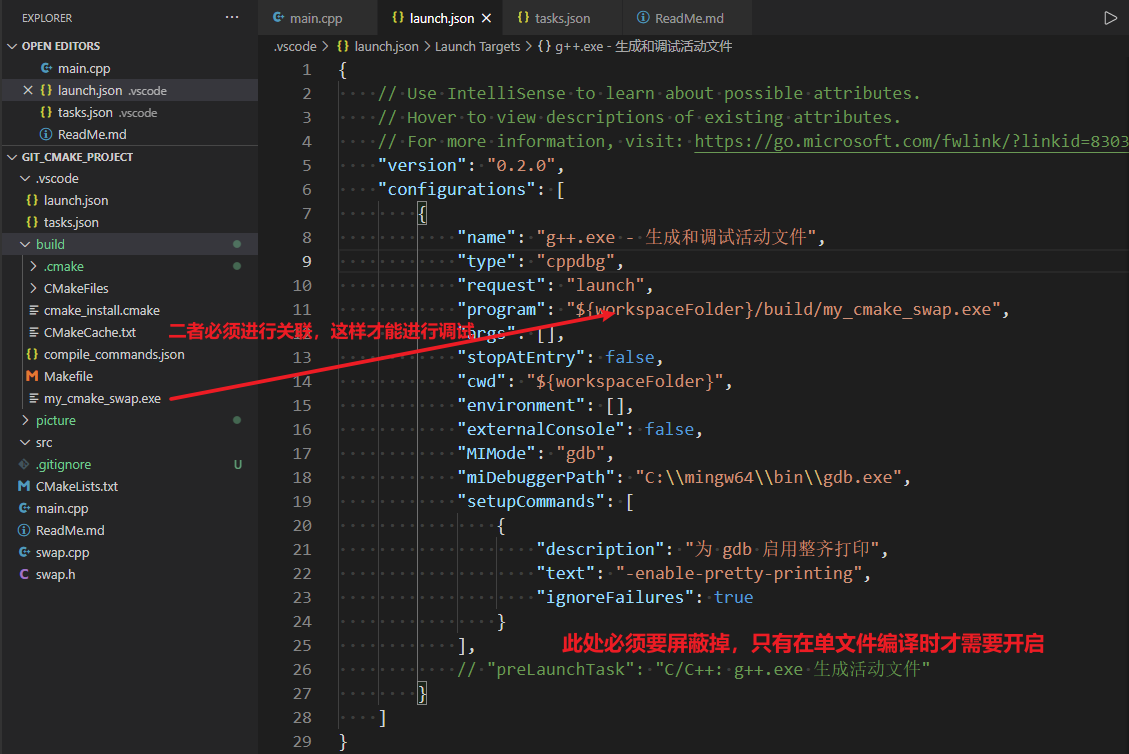 EXPLORER
OPEN EDITORS
main.cpp
launch.json .vscode
tasks.json .vscode
ReadMe.md
GIT_CMAKE_PROJECT
.vscode
launch.json
tasks.json
build
.cmake
CMakeFiles
cmake_install.cmake
CMakeCache.txt
compile_commands.json
Makefile
my_cmake_swap.exe
picture
src
.gitignore U
CMakeLists.txt
main.cpp
ReadMe.md
swap.cpp
swap.h
main.cpp launch.json tasks.json ReadMe.md
.vscode > {} launch.json > Launch Targets > {} g++.exe - 生成和调试活动文件
1 {
2 // Use IntelliSense to learn about possible attributes.
3 // Hover to view descriptions of existing attributes.
4 // For more information, visit: https://go.microsoft.com/fwlink/?linkid=8303
5 "version": "0.2.0",
6 "configurations": [
7 {
8 "name": "g++.exe - 生成和调试活动文件",
9 "type": "cppdbg",
10 "request": "launch",
11 "program": "${workspaceFolder}/build/my_cmake_swap.exe",
二者必须进行关联，这样才能进行调试
12 "args": [],
13 "stopAtEntry": false,
14 "cwd": "${workspaceFolder}",
15 "environment": [],
16 "externalConsole": false,
17 "MIMode": "gdb",
18 "miDebuggerPath": "C:\\mingw64\\bin\\gdb.exe",
19 "setupCommands": [
20 {
21 "description": "为 gdb 启用整齐打印",
22 "text": "-enable-pretty-printing",
23 "ignoreFailures": true
24 }
25 ],
此处必须要屏蔽掉，只有在单文件编译时才需要开启
26 // "preLaunchTask": "C/C++: g++.exe 生成活动文件"
27 }
28 ]
29 }